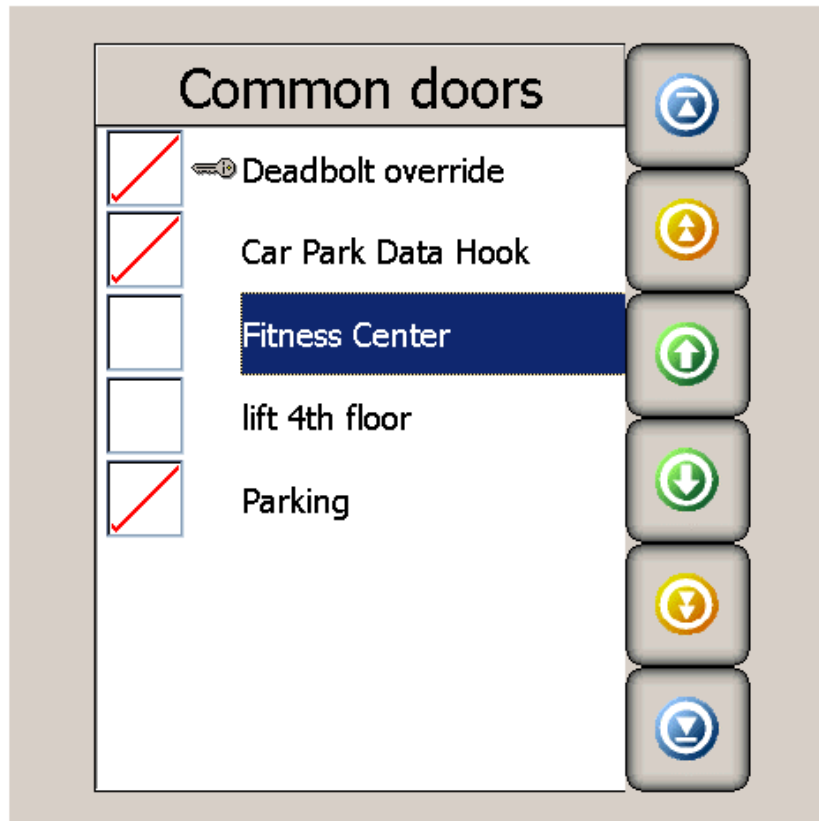 Common doors
Deadbolt override
Car Park Data Hook
Fitness Center
lift 4th floor
Parking